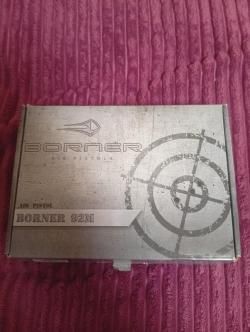 BORNER
AIR PISTOLS
AIR PISTOL
BORNER 92M